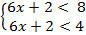 6x + 2 < 8
6x + 2 < 4